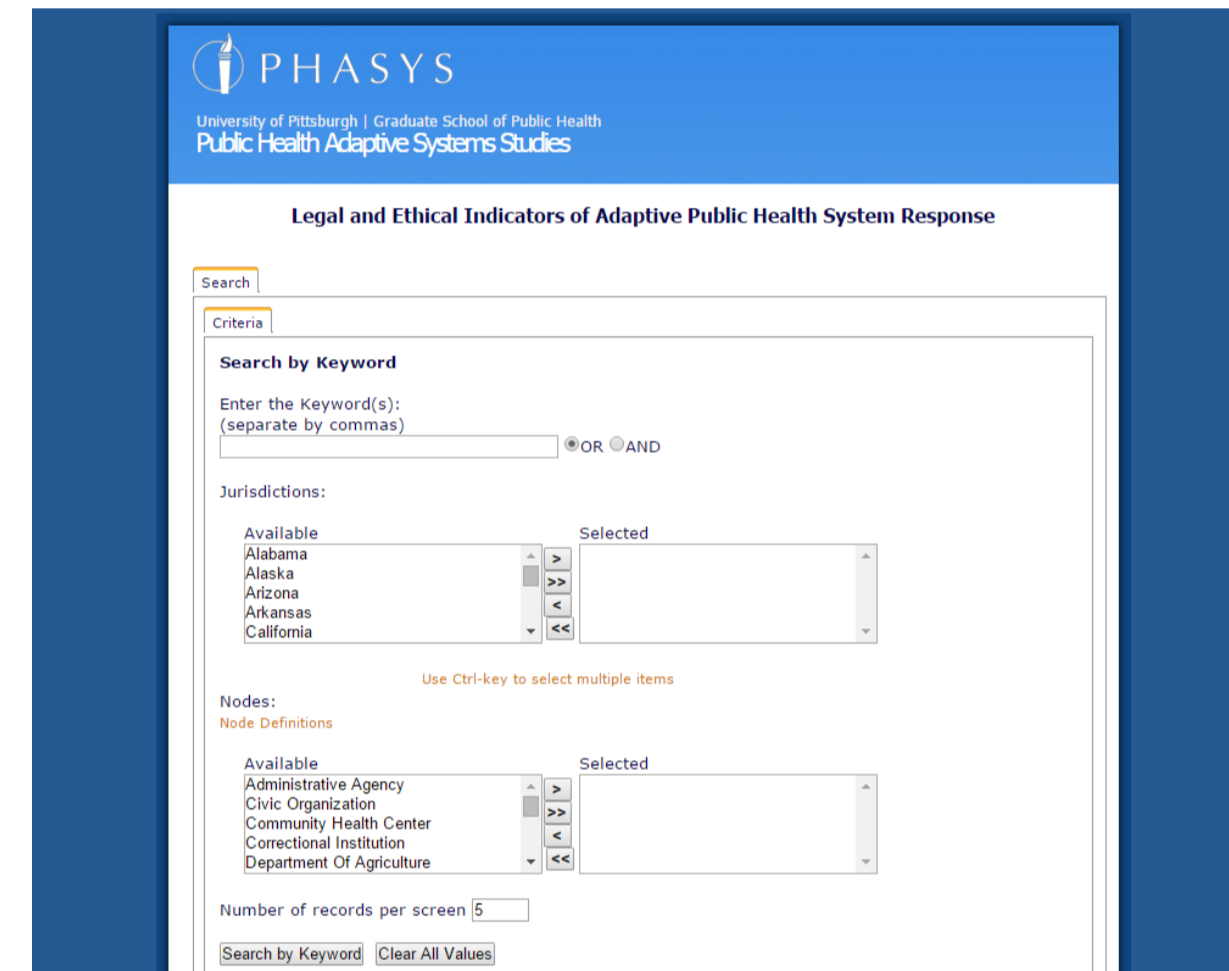 PHASYS
University of Pittsburgh | Graduate School of Public Health
Public Health Adaptive Systems Studies
Legal and Ethical Indicators of Adaptive Public Health System Response
Search
Criteria
Search by Keyword
Enter the Keyword(s):
(separate by commas)
OR AND
Jurisdictions:
Available Selected
Alabama
>
Alaska
>>
Arizona
<
Arkansas
<<
California
Use Ctrl-key to select multiple items
Nodes:
Node Definitions
Available Selected
Administrative Agency
>
Civic Organization
>>
Community Health Center
<
Correctional Institution
<<
Department Of Agriculture
Number of records per screen 5
Search by Keyword Clear All Values